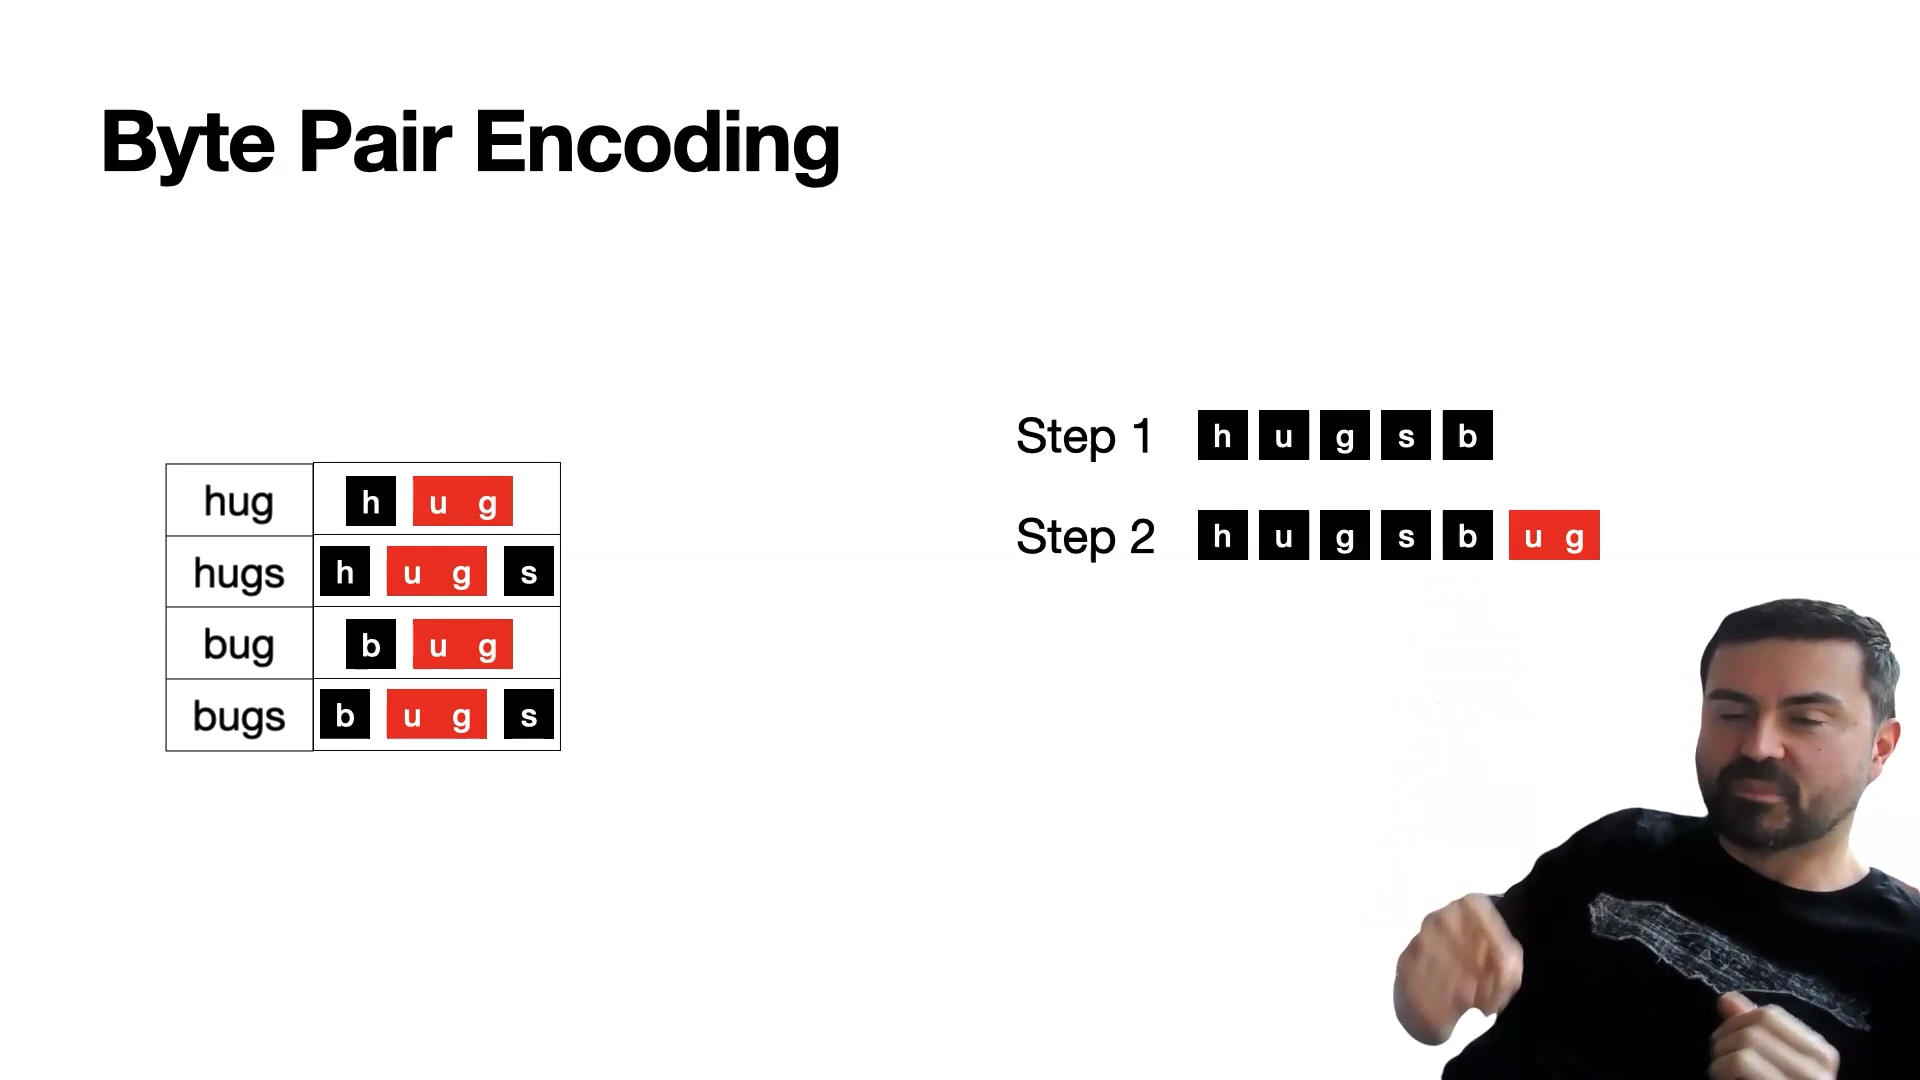 Byte Pair Encoding
hug h u g
hugs h u g s
bug b u g
bugs b u g s
Step 1 h u g s b
Step 2 h u g s b u g